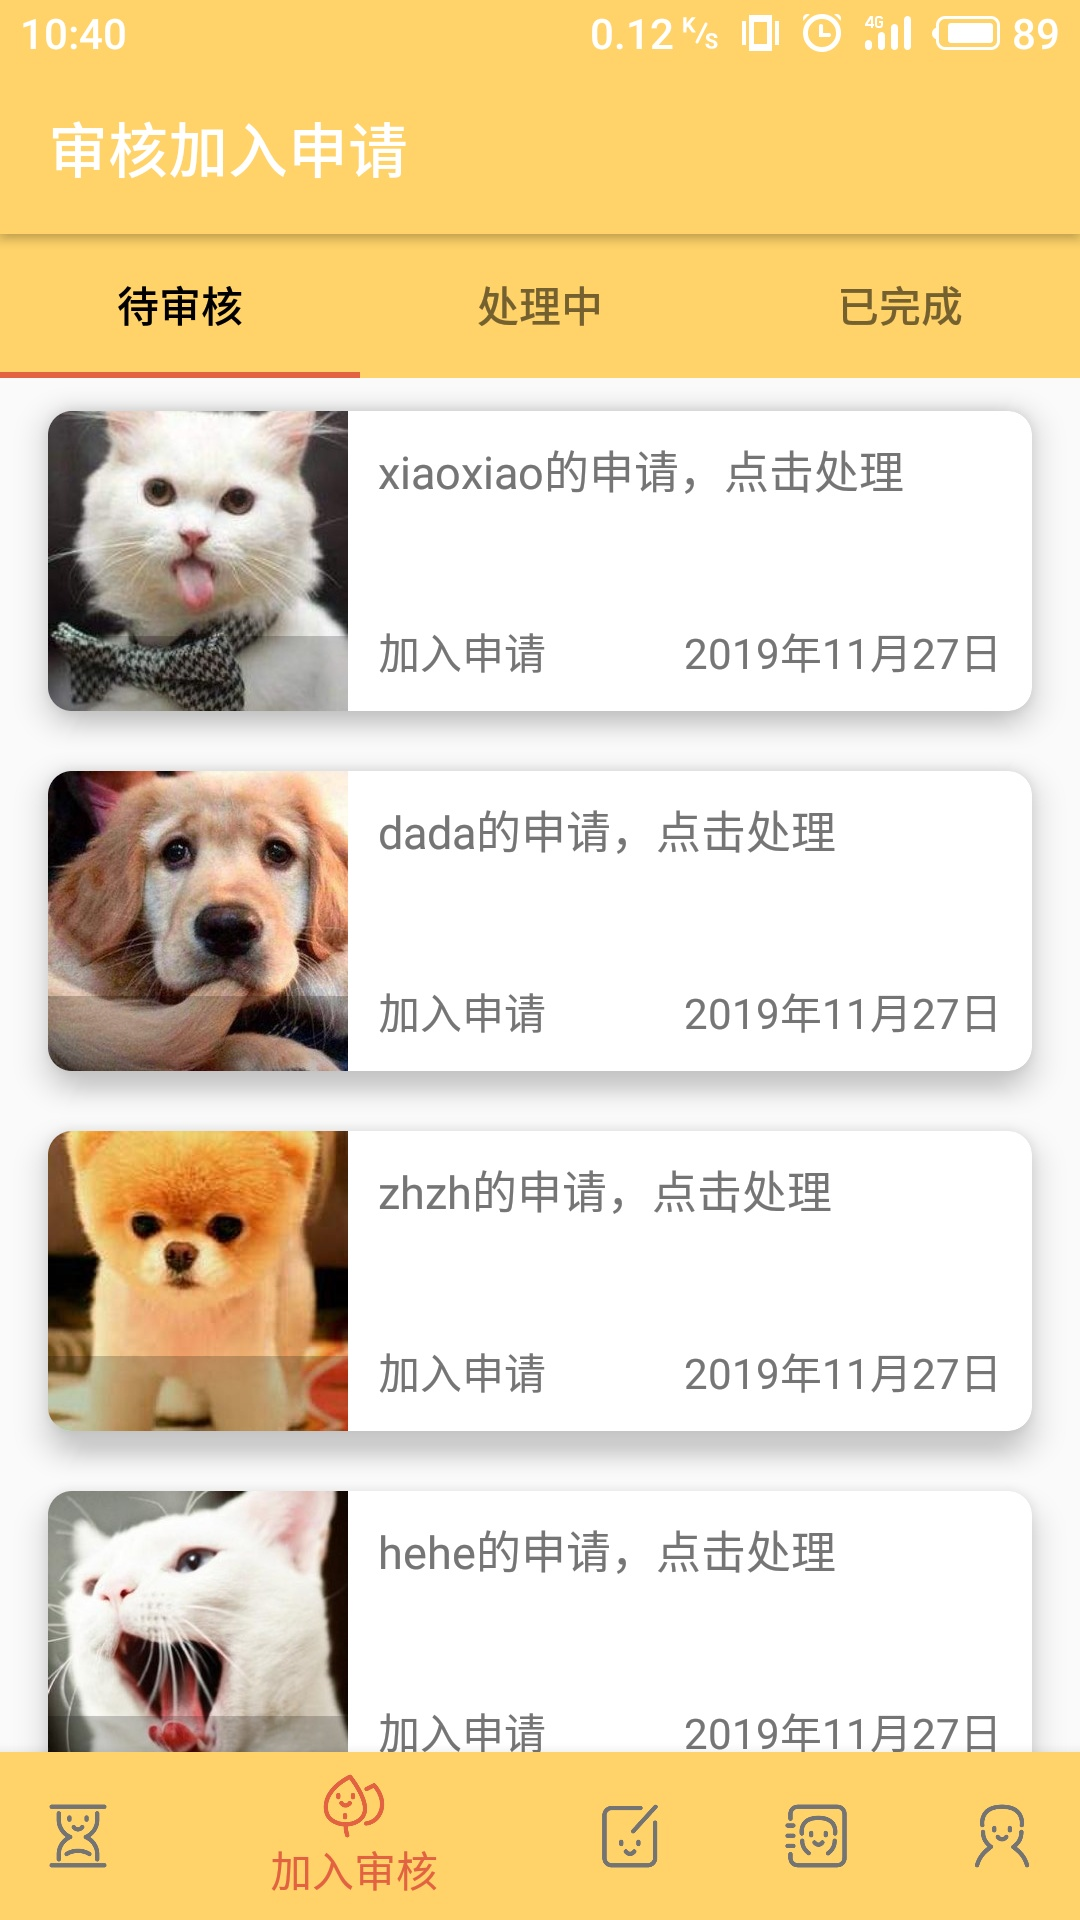 10:40 0.12 K/s 4G 89
审核加入申请
待审核 处理中 已完成
xiaoxiao的申请，点击处理
加入申请 2019年11月27日
dada的申请，点击处理
加入申请 2019年11月27日
zhzh的申请，点击处理
加入申请 2019年11月27日
hehe的申请，点击处理
加入申请 2019年11月27日
加入审核